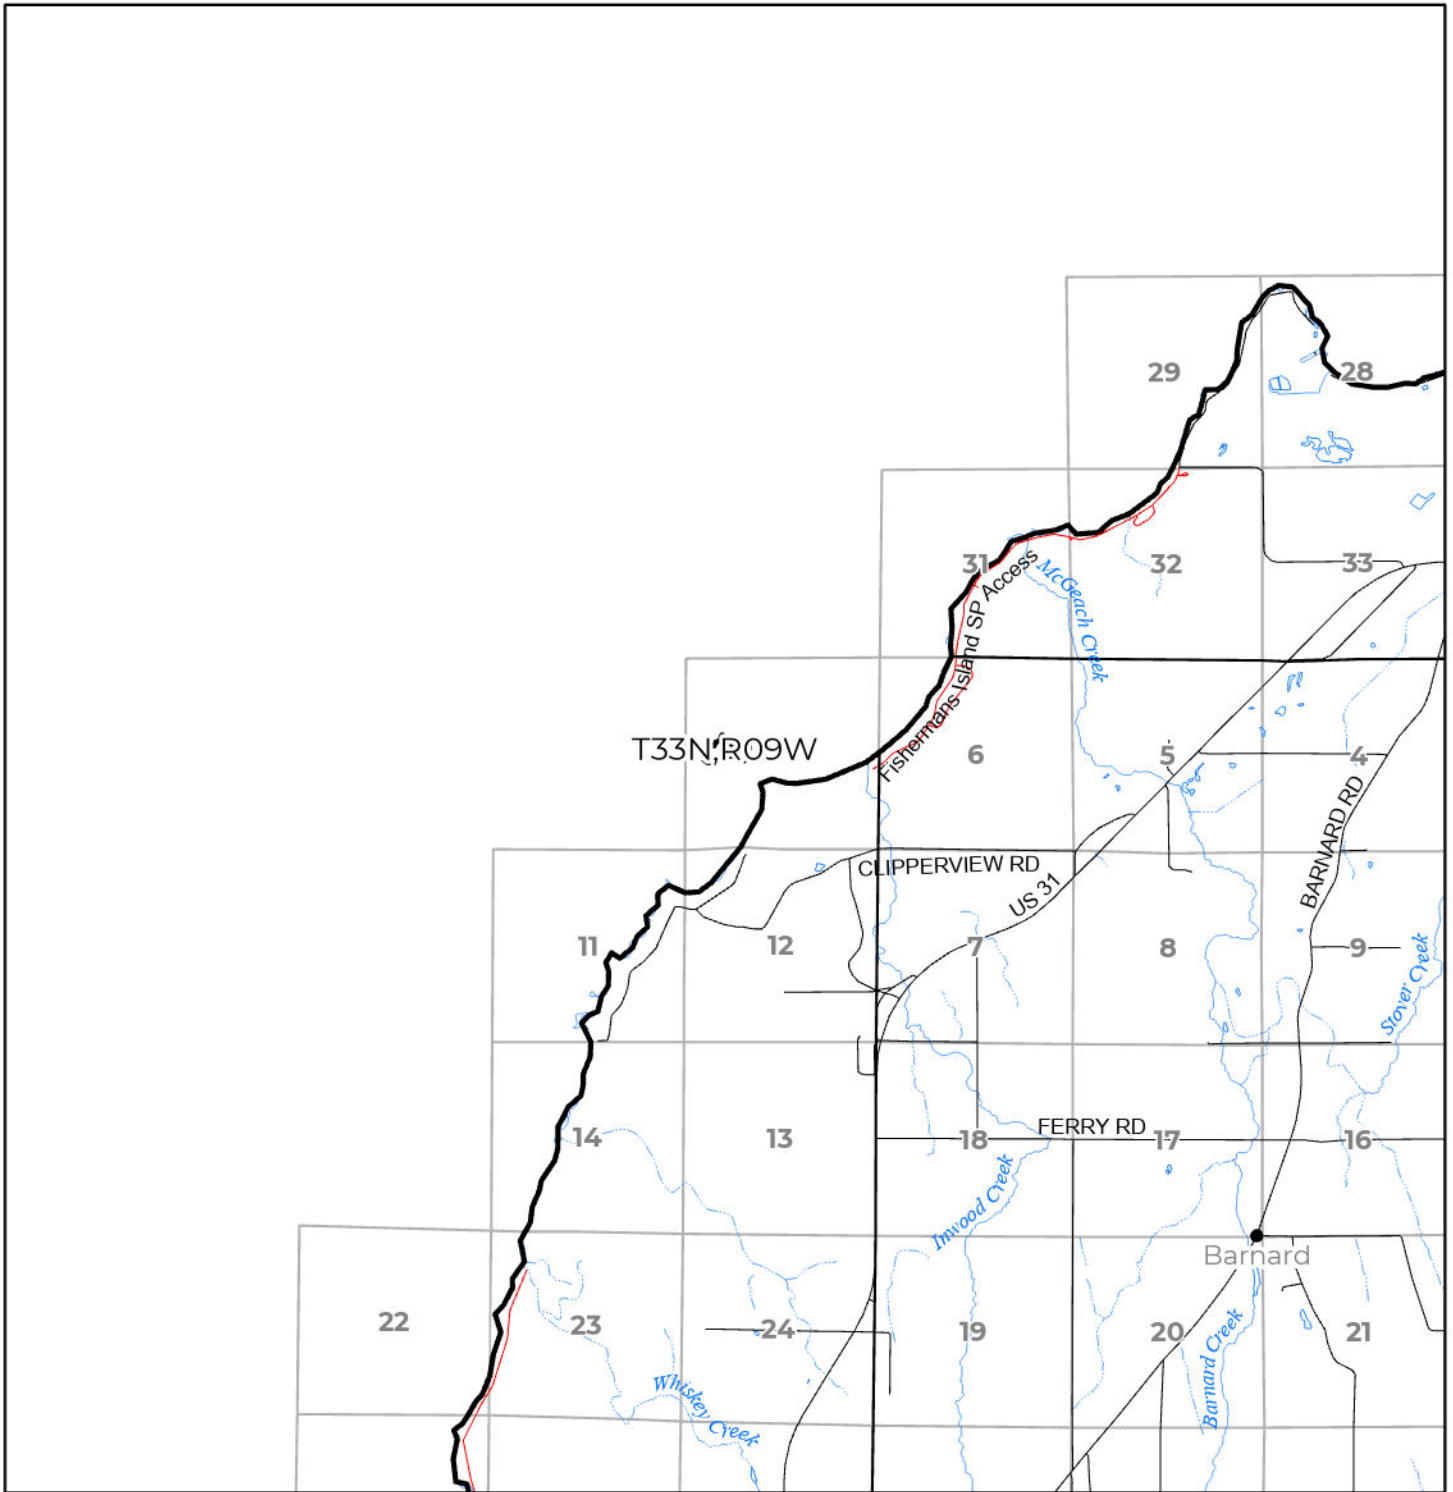 29
28
31
Fishermans Island SP Access
McGeach Creek
32
33
T33N,R09W
6
5
4
BARNARD RD
CLIPPERVIEW RD
US 31
11
12
7
8
9
Stover Creek
14
13
18
FERRY RD
17
16
Inwood Creek
Barnard
22
23
24
19
20
21
Barnard Creek
Whiskey Creek